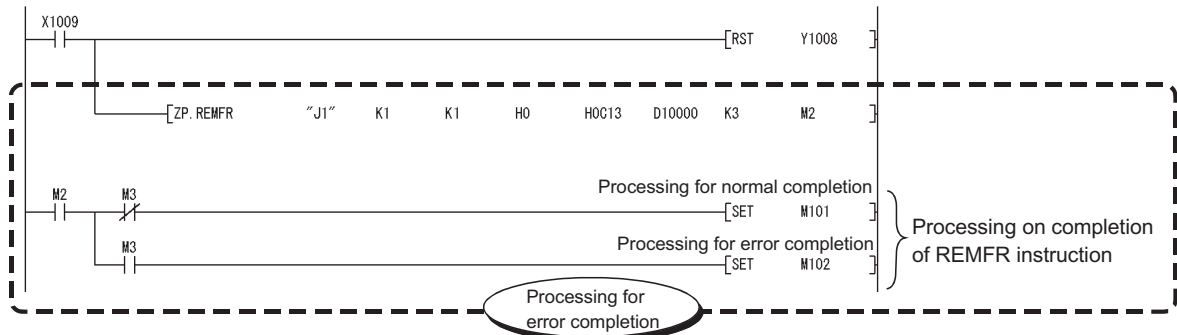 X1009
[RST Y1008 ]
[ZP.REMFR "J1" K1 K1 H0 H0C13 D10000 K3 M2 ]
Processing for normal completion
M2 M3
[SET M101 ]
Processing for error completion
M3
[SET M102 ]
Processing on completion
of REMFR instruction
Processing for
error completion